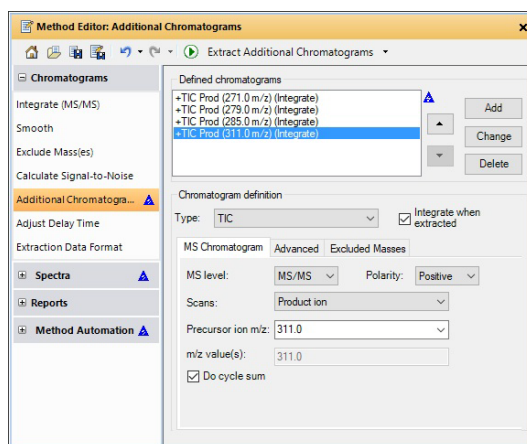 Method Editor: Additional Chromatograms
Extract Additional Chromatograms
Chromatograms
Integrate (MS/MS)
Smooth
Exclude Mass(es)
Calculate Signal-to-Noise
Additional Chromatogra...
Adjust Delay Time
Extraction Data Format
Spectra
Reports
Method Automation
Defined chromatograms
+TIC Prod (271.0 m/z) (Integrate)
+TIC Prod (279.0 m/z) (Integrate)
+TIC Prod (285.0 m/z) (Integrate)
+TIC Prod (311.0 m/z) (Integrate)
Add
Change
Delete
Chromatogram definition
Type: TIC
Integrate when
extracted
MS Chromatogram Advanced Excluded Masses
MS level: MS/MS Polarity: Positive
Scans: Product ion
Precursor ion m/z: 311.0
m/z value(s): 311.0
Do cycle sum